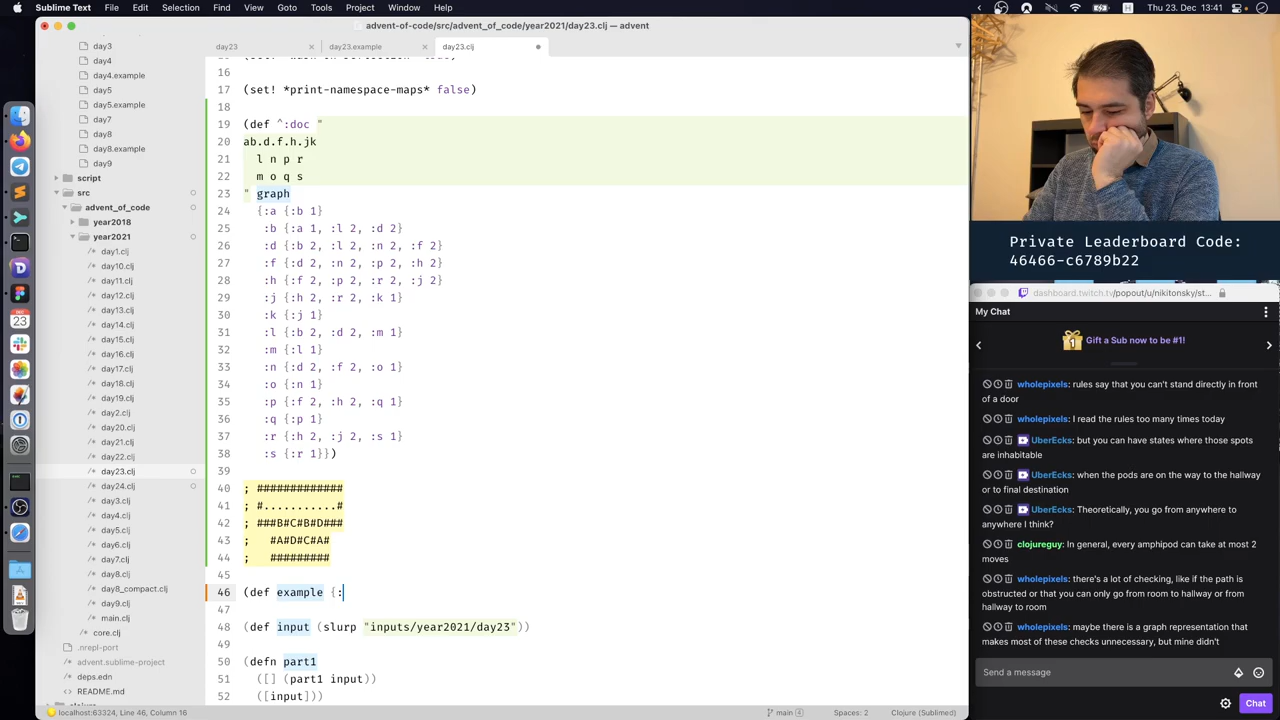 Sublime Text File Edit Selection Find View Goto Tools Project Window Help
Thu 23. Dec 13:41
advent-of-code/src/advent_of_code/year2021/day23.clj — advent
day23
day23.example
day23.clj
day3
day4
day4.example
day5
day5.example
day7
day8
day8.example
day9
script
src
advent_of_code
year2018
year2021
day1.clj
day10.clj
day11.clj
day12.clj
day13.clj
day14.clj
day15.clj
day16.clj
day17.clj
day18.clj
day19.clj
day2.clj
day20.clj
day21.clj
day22.clj
day23.clj
day24.clj
day3.clj
day4.clj
day5.clj
day6.clj
day7.clj
day8.clj
day8_compact.clj
day9.clj
main.clj
core.clj
.nrepl-port
advent.sublime-project
deps.edn
README.md
16
17 (set! *print-namespace-maps* false)
18
19 (def ^:doc "
20 ab.d.f.h.jk
21 l n p r
22 m o q s
23 " graph
24 {:a {:b 1}
25 :b {:a 1, :l 2, :d 2}
26 :d {:b 2, :l 2, :n 2, :f 2}
27 :f {:d 2, :n 2, :p 2, :h 2}
28 :h {:f 2, :p 2, :r 2, :j 2}
29 :j {:h 2, :r 2, :k 1}
30 :k {:j 1}
31 :l {:b 2, :d 2, :m 1}
32 :m {:l 1}
33 :n {:d 2, :f 2, :o 1}
34 :o {:n 1}
35 :p {:f 2, :h 2, :q 1}
36 :q {:p 1}
37 :r {:h 2, :j 2, :s 1}
38 :s {:r 1}})
39
40 ; #############
41 ; #...........#
42 ; ###B#C#B#D###
43 ;   #A#D#C#A#
44 ;   #########
45
46 (def example {:
47
48 (def input (slurp "inputs/year2021/day23"))
49
50 (defn part1
51 ([] (part1 input))
52 ([input]))
localhost:63324, Line 46, Column 16
main 4
Spaces: 2
Clojure (Sublimed)
DEC
23
Private Leaderboard Code:
46466-c6789b22
dashboard.twitch.tv/popout/u/nikitonsky/st...
My Chat
1
Gift a Sub now to be #1!
wholepixels: rules say that you can't stand directly in front
of a door
wholepixels: I read the rules too many times today
UberEcks: but you can have states where those spots
are inhabitable
UberEcks: when the pods are on the way to the hallway
or to final destination
UberEcks: Theoretically, you go from anywhere to
anywhere I think?
clojureguy: In general, every amphipod can take at most 2
moves
wholepixels: there's a lot of checking, like if the path is
obstructed or that you can only go from room to hallway or from
hallway to room
wholepixels: maybe there is a graph representation that
makes most of these checks unnecessary, but mine didn't
Send a message
Chat